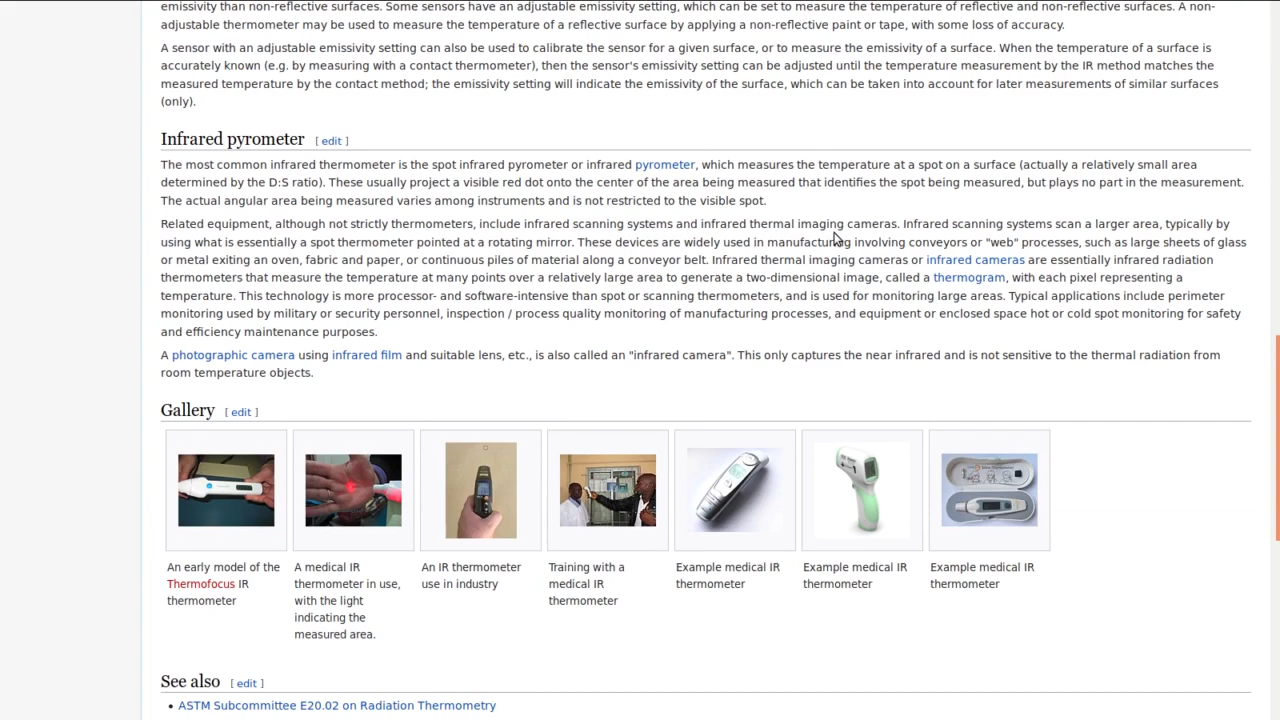 emissivity than non-reflective surfaces. Some sensors have an adjustable emissivity setting, which can be set to measure the temperature of reflective and non-reflective surfaces. A non-
adjustable thermometer may be used to measure the temperature of a reflective surface by applying a non-reflective paint or tape, with some loss of accuracy.
A sensor with an adjustable emissivity setting can also be used to calibrate the sensor for a given surface, or to measure the emissivity of a surface. When the temperature of a surface is
accurately known (e.g. by measuring with a contact thermometer), then the sensor's emissivity setting can be adjusted until the temperature measurement by the IR method matches the
measured temperature by the contact method; the emissivity setting will indicate the emissivity of the surface, which can be taken into account for later measurements of similar surfaces
(only).
Infrared pyrometer [ edit ]
The most common infrared thermometer is the spot infrared pyrometer or infrared pyrometer, which measures the temperature at a spot on a surface (actually a relatively small area
determined by the D:S ratio). These usually project a visible red dot onto the center of the area being measured that identifies the spot being measured, but plays no part in the measurement.
The actual angular area being measured varies among instruments and is not restricted to the visible spot.
Related equipment, although not strictly thermometers, include infrared scanning systems and infrared thermal imaging cameras. Infrared scanning systems scan a larger area, typically by
using what is essentially a spot thermometer pointed at a rotating mirror. These devices are widely used in manufacturing involving conveyors or "web" processes, such as large sheets of glass
or metal exiting an oven, fabric and paper, or continuous piles of material along a conveyor belt. Infrared thermal imaging cameras or infrared cameras are essentially infrared radiation
thermometers that measure the temperature at many points over a relatively large area to generate a two-dimensional image, called a thermogram, with each pixel representing a
temperature. This technology is more processor- and software-intensive than spot or scanning thermometers, and is used for monitoring large areas. Typical applications include perimeter
monitoring used by military or security personnel, inspection / process quality monitoring of manufacturing processes, and equipment or enclosed space hot or cold spot monitoring for safety
and efficiency maintenance purposes.
A photographic camera using infrared film and suitable lens, etc., is also called an "infrared camera". This only captures the near infrared and is not sensitive to the thermal radiation from
room temperature objects.
Gallery [ edit ]
An early model of the
Thermofocus IR
thermometer
A medical IR
thermometer in use,
with the light
indicating the
measured area.
An IR thermometer
use in industry
Training with a
medical IR
thermometer
Example medical IR
thermometer
Example medical IR
thermometer
Example medical IR
thermometer
See also [ edit ]
• ASTM Subcommittee E20.02 on Radiation Thermometry